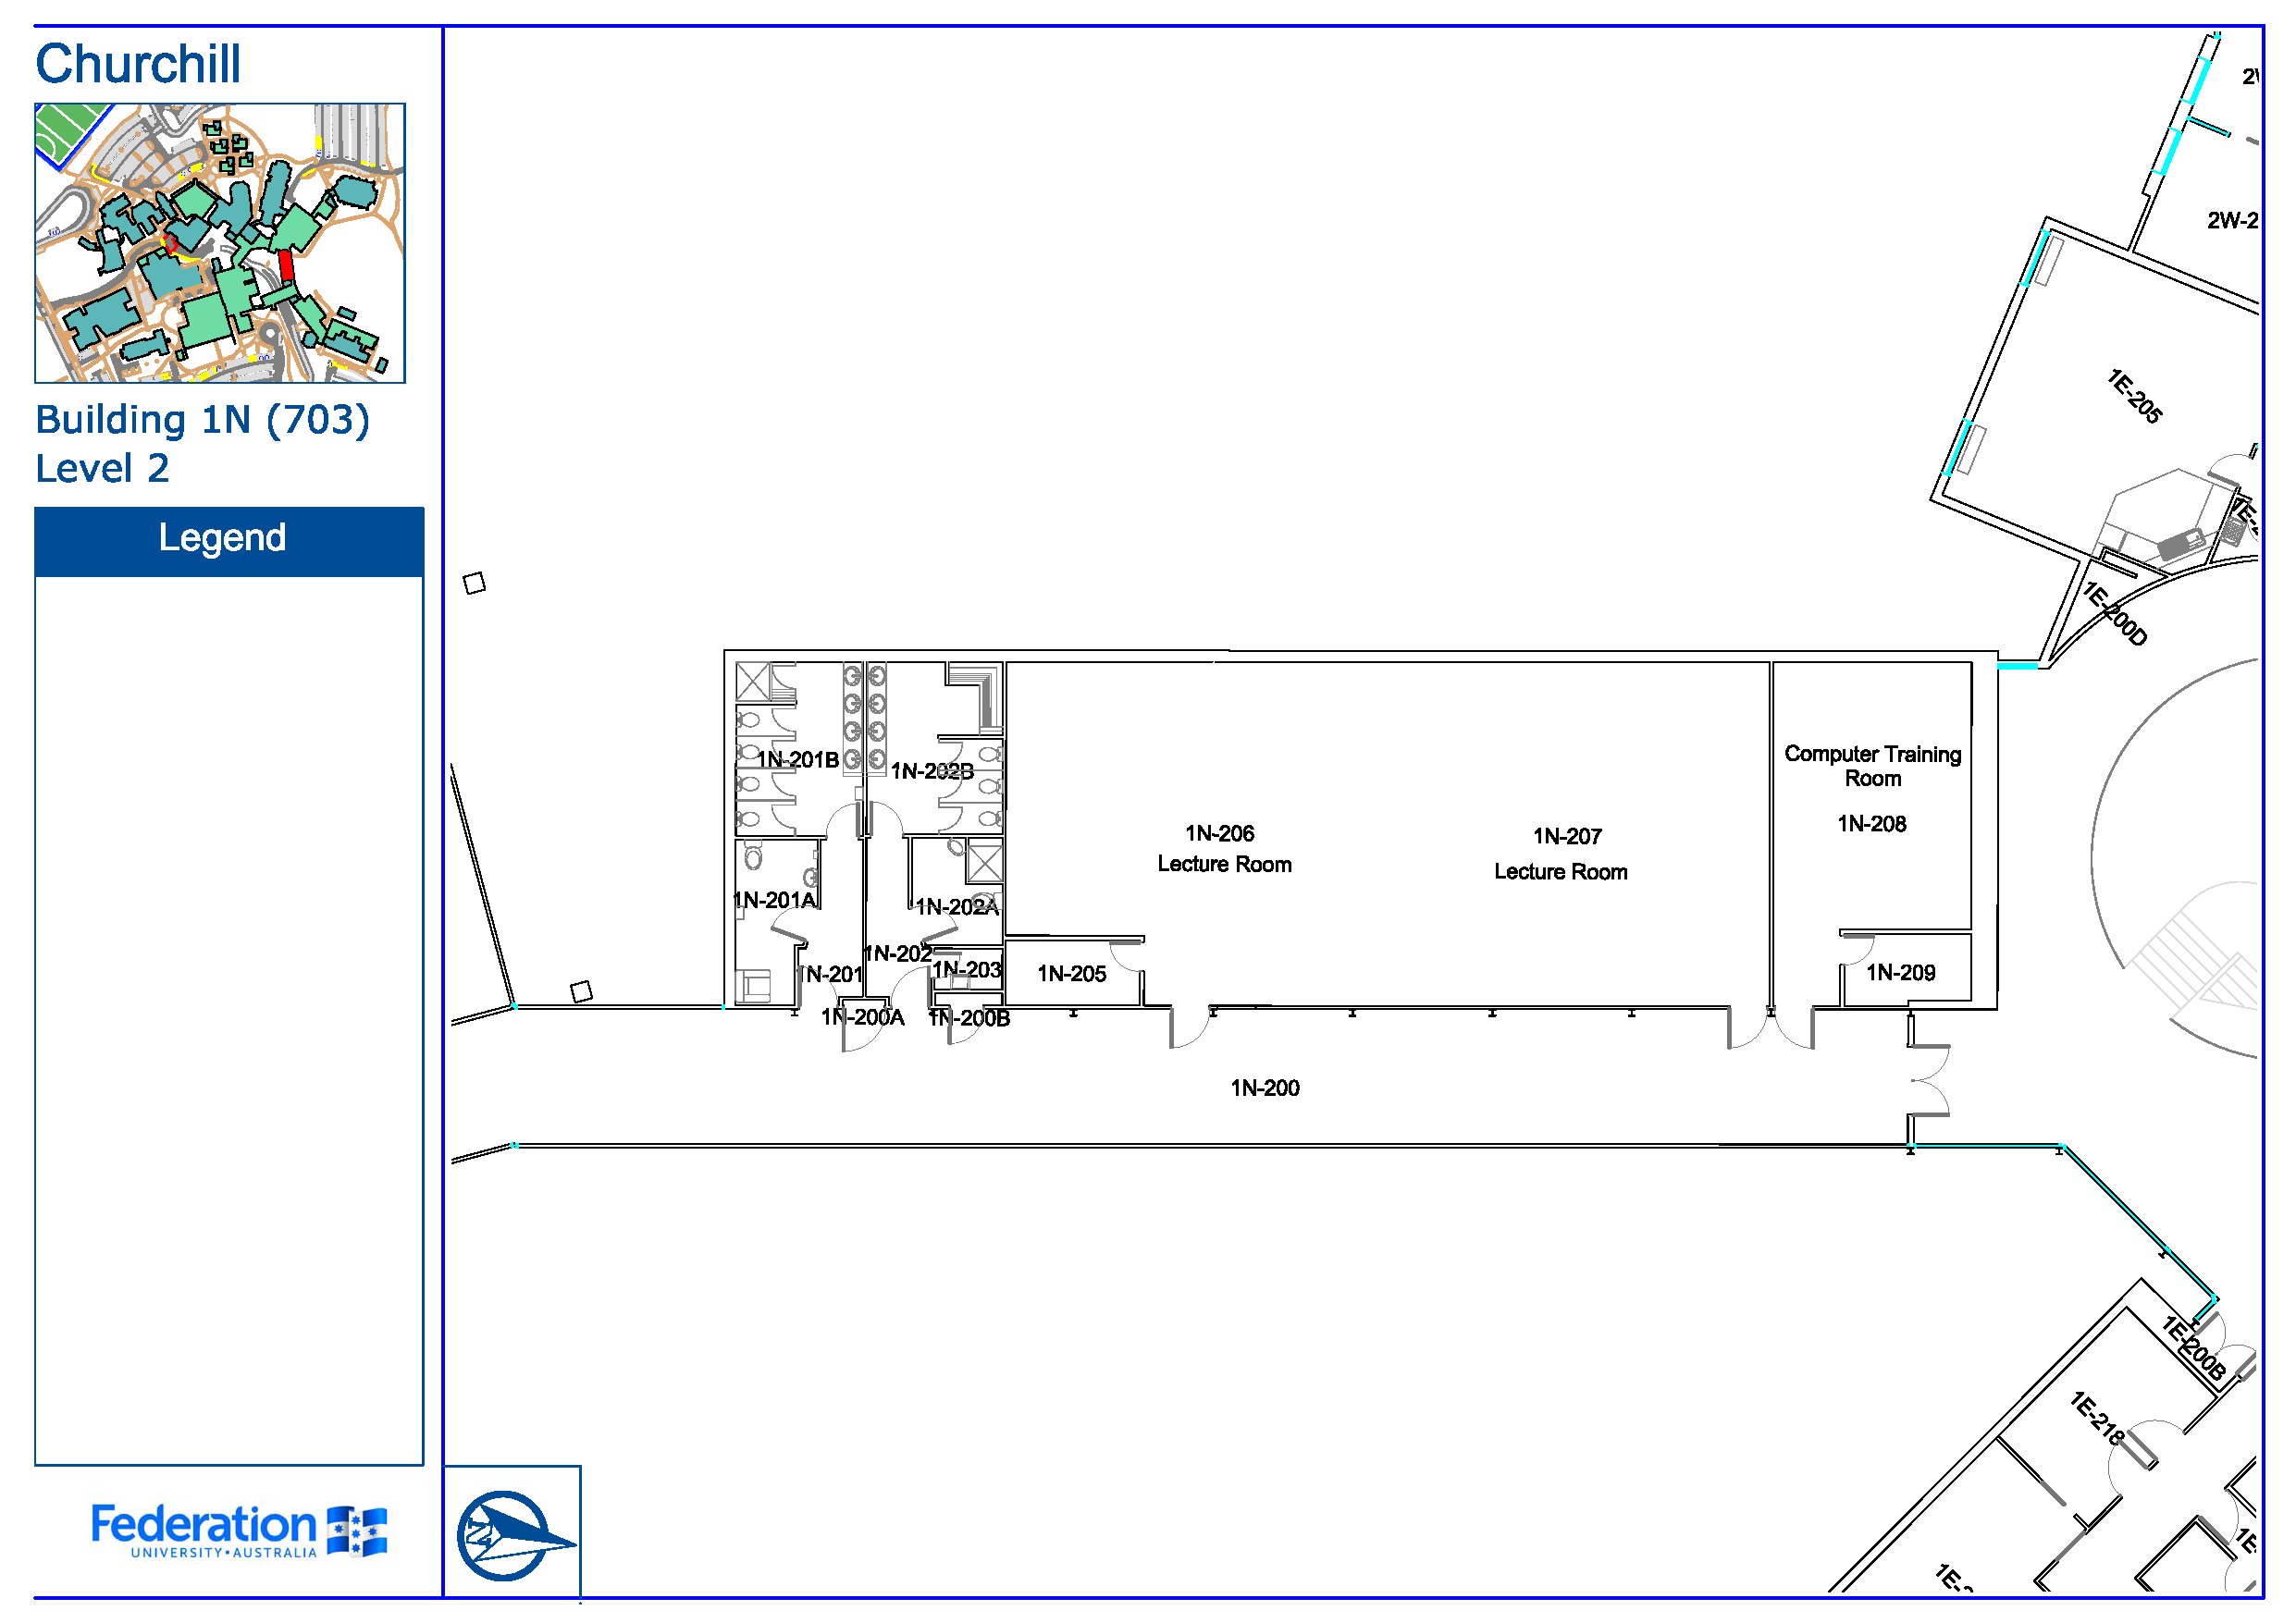 Churchill
Building 1N (703)
Level 2
Legend
Federation
UNIVERSITY•AUSTRALIA
N
2W-2
1E-205
1E-200D
1N-201B
1N-202B
1N-201A
1N-202A
1N-202
1N-201
1N-203
1N-205
1N-200A
1N-200B
1N-206
Lecture Room
1N-207
Lecture Room
Computer Training
Room
1N-208
1N-209
1N-200
1E-200B
1E-218